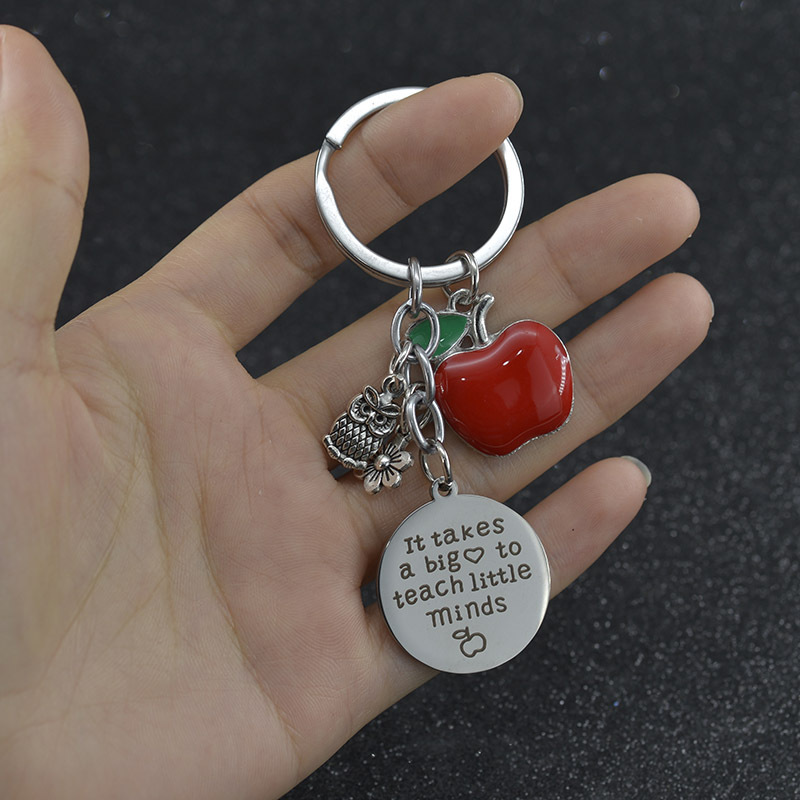 It takes
a big♡ to
teach little
minds